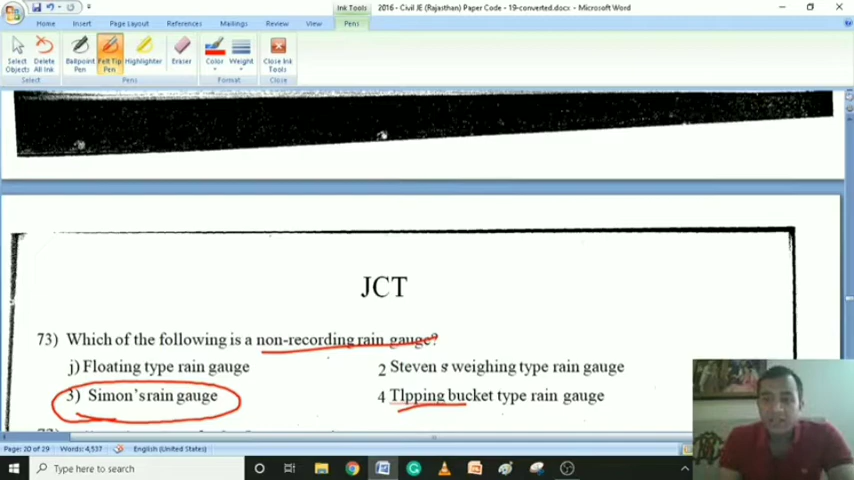 Ink Tools
2016 - Civil JE (Rajasthan) Paper Code - 19-converted.docx - Microsoft Word
Home Insert Page Layout References Mailings Review View Pens
Select Objects
Delete All Ink
Ballpoint Pen
Felt Tip Pen
Highlighter
Eraser
Color
Weight
Close Ink Tools
Select Pens Format Close
JCT
73) Which of the following is a non-recording rain gauge?
j) Floating type rain gauge 2 Steven s weighing type rain gauge
3) Simon's rain gauge 4 Tlpping bucket type rain gauge
Page: 20 of 29 Words: 4,537 English (United States)
Type here to search